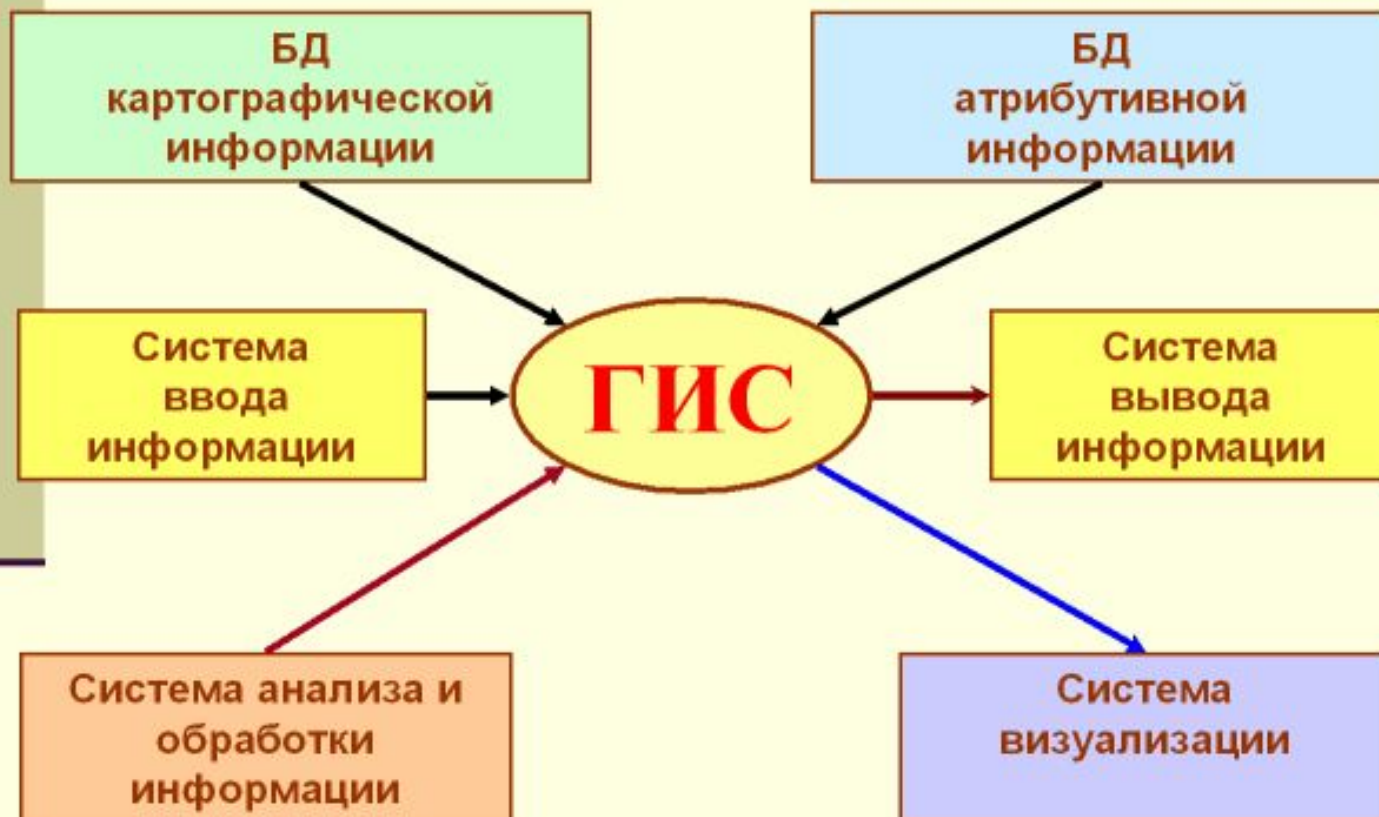 БД
картографической
информации
БД
атрибутивной
информации
Система
ввода
информации
ГИС
Система
вывода
информации
Система анализа и
обработки
информации
Система
визуализации